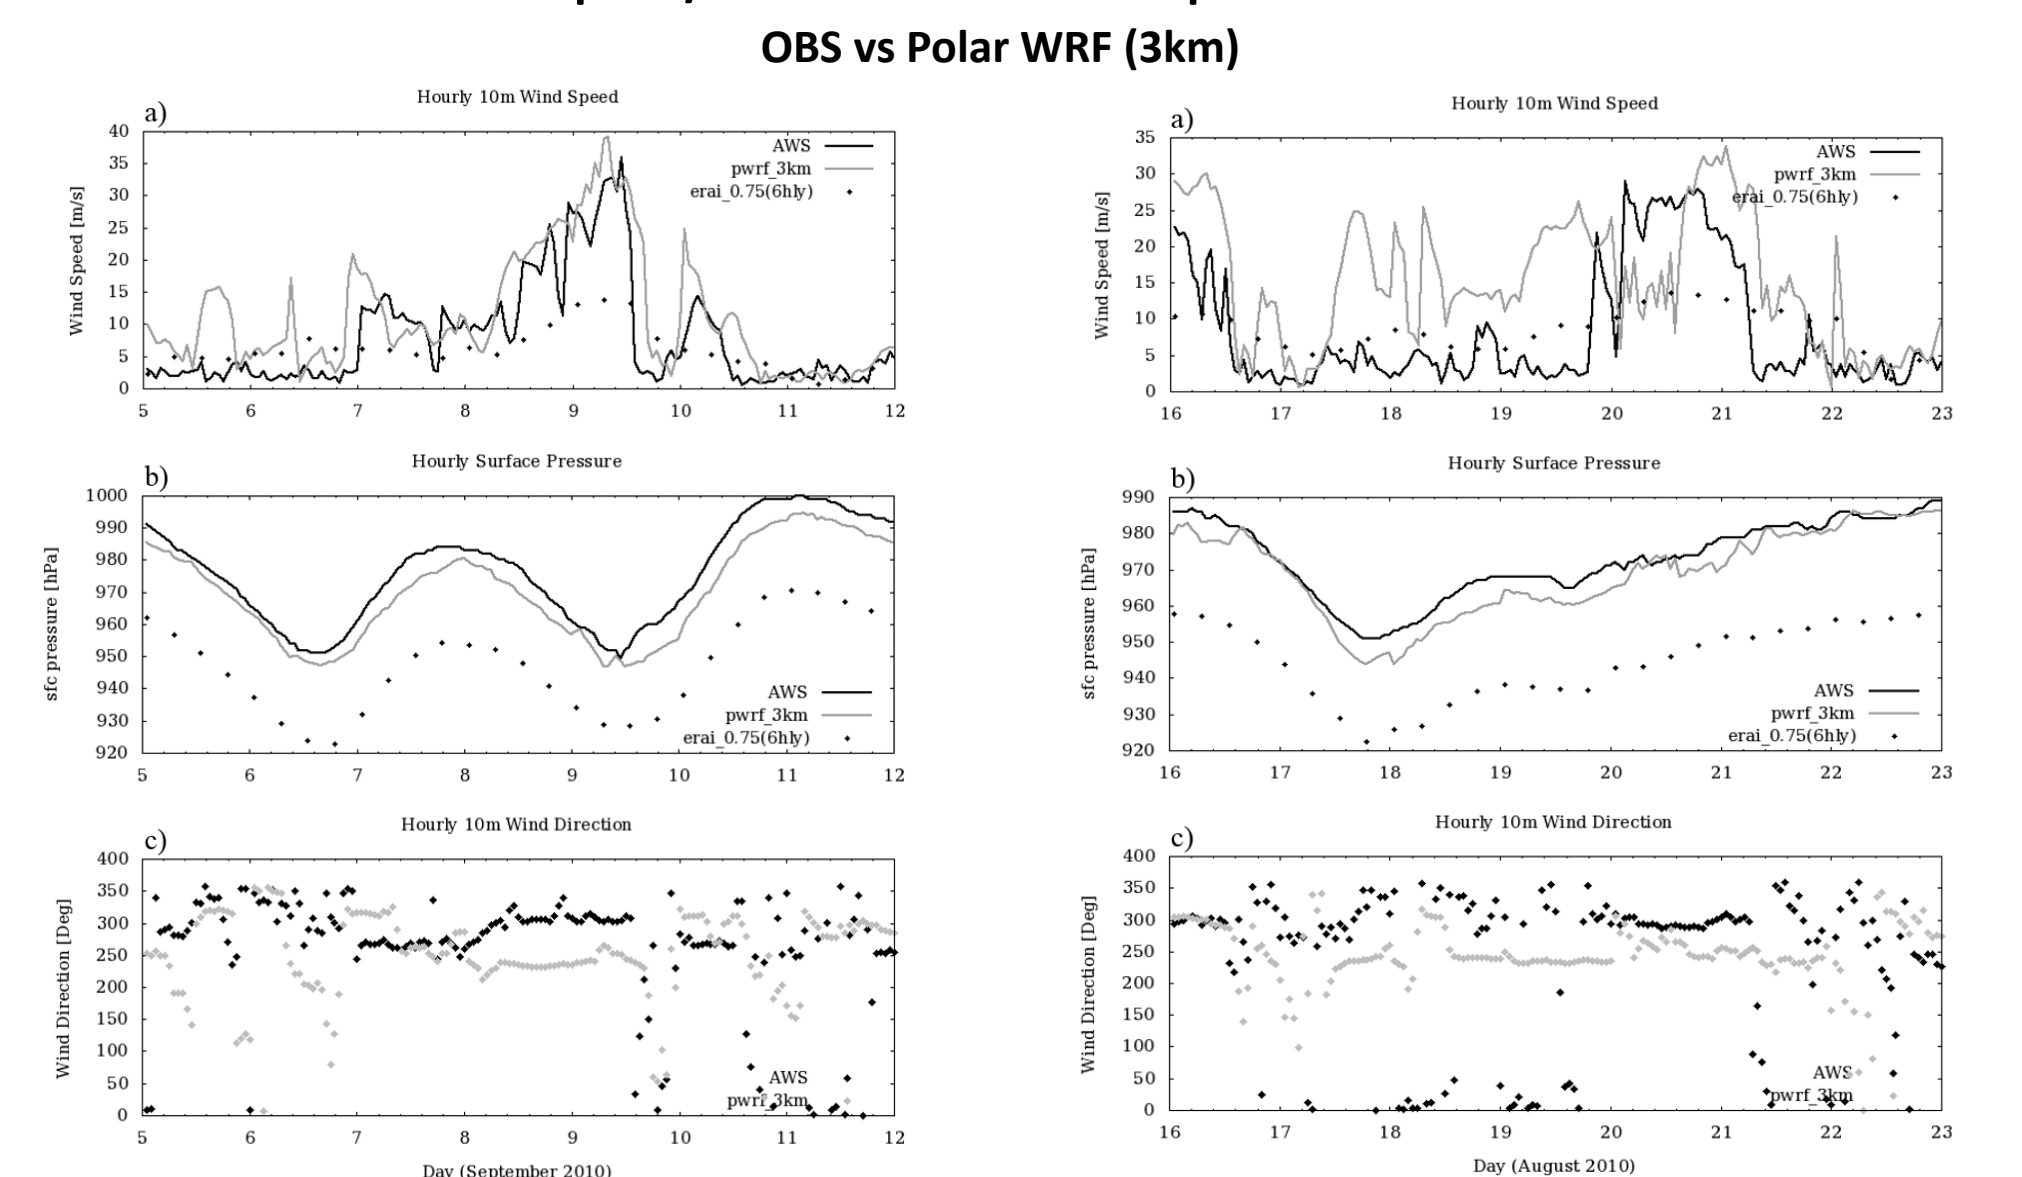 OBS vs Polar WRF (3km)
Hourly 10m Wind Speed
a)
40
35
30
25
20
15
10
5
0
Wind Speed [m/s]
AWS
pwrf_3km
erai_0.75(6hly)
5 6 7 8 9 10 11 12
Hourly Surface Pressure
b)
1000
990
980
970
960
950
940
930
920
sfc pressure [hPa]
AWS
pwrf_3km
erai_0.75(6hly)
5 6 7 8 9 10 11 12
Hourly 10m Wind Direction
c)
400
350
300
250
200
150
100
50
0
Wind Direction [Deg]
AWS
pwrf_3km
5 6 7 8 9 10 11 12
Day (September 2010)
Hourly 10m Wind Speed
a)
35
30
25
20
15
10
5
0
Wind Speed [m/s]
AWS
pwrf_3km
erai_0.75(6hly)
16 17 18 19 20 21 22 23
Hourly Surface Pressure
b)
990
980
970
960
950
940
930
920
sfc pressure [hPa]
AWS
pwrf_3km
erai_0.75(6hly)
16 17 18 19 20 21 22 23
Hourly 10m Wind Direction
c)
400
350
300
250
200
150
100
50
0
Wind Direction [Deg]
AWS
pwrf_3km
16 17 18 19 20 21 22 23
Day (August 2010)